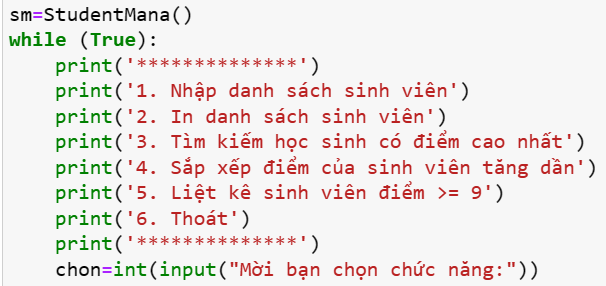 sm=StudentMana()
while (True):
    print('**************')
    print('1. Nhập danh sách sinh viên')
    print('2. In danh sách sinh viên')
    print('3. Tìm kiếm học sinh có điểm cao nhất')
    print('4. Sắp xếp điểm của sinh viên tăng dần')
    print('5. Liệt kê sinh viên điểm >= 9')
    print('6. Thoát')
    print('**************')
    chon=int(input("Mời bạn chọn chức năng:"))